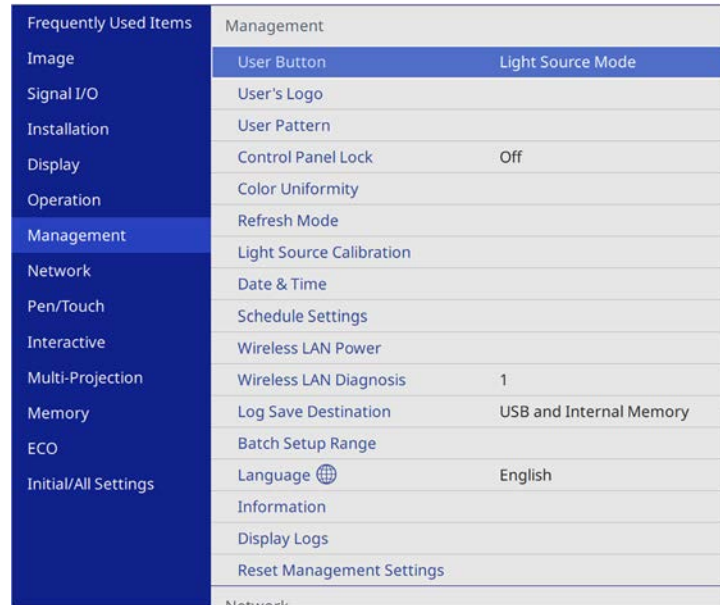 Frequently Used Items
Image
Signal I/O
Installation
Display
Operation
Management
Network
Pen/Touch
Interactive
Multi-Projection
Memory
ECO
Initial/All Settings
Management
User Button Light Source Mode
User's Logo
User Pattern
Control Panel Lock Off
Color Uniformity
Refresh Mode
Light Source Calibration
Date & Time
Schedule Settings
Wireless LAN Power
Wireless LAN Diagnosis 1
Log Save Destination USB and Internal Memory
Batch Setup Range
Language English
Information
Display Logs
Reset Management Settings
Network